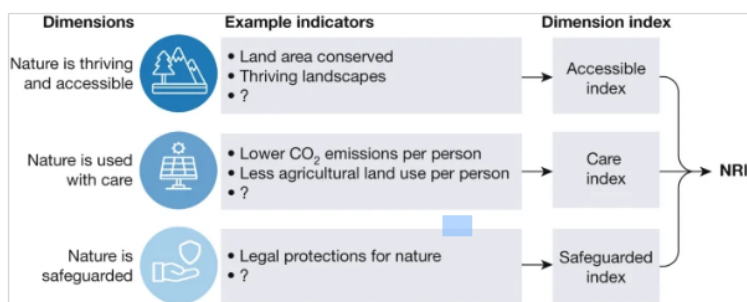 Dimensions Example indicators Dimension index
Nature is thriving
and accessible
• Land area conserved
• Thriving landscapes
• ?
Accessible
index
Nature is used
with care
• Lower CO₂ emissions per person
• Less agricultural land use per person
• ?
Care
index
NRI
Nature is
safeguarded
• Legal protections for nature
• ?
Safeguarded
index